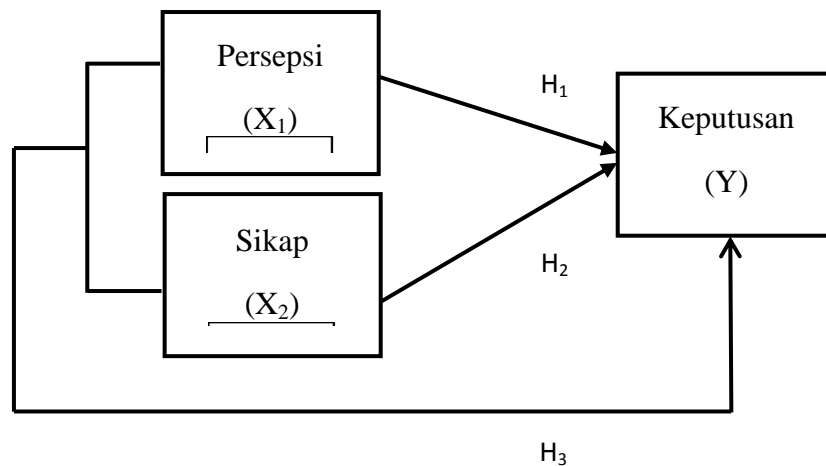 Persepsi
(X₁)
H₁
Keputusan
(Y)
Sikap
(X₂)
H₂
H₃